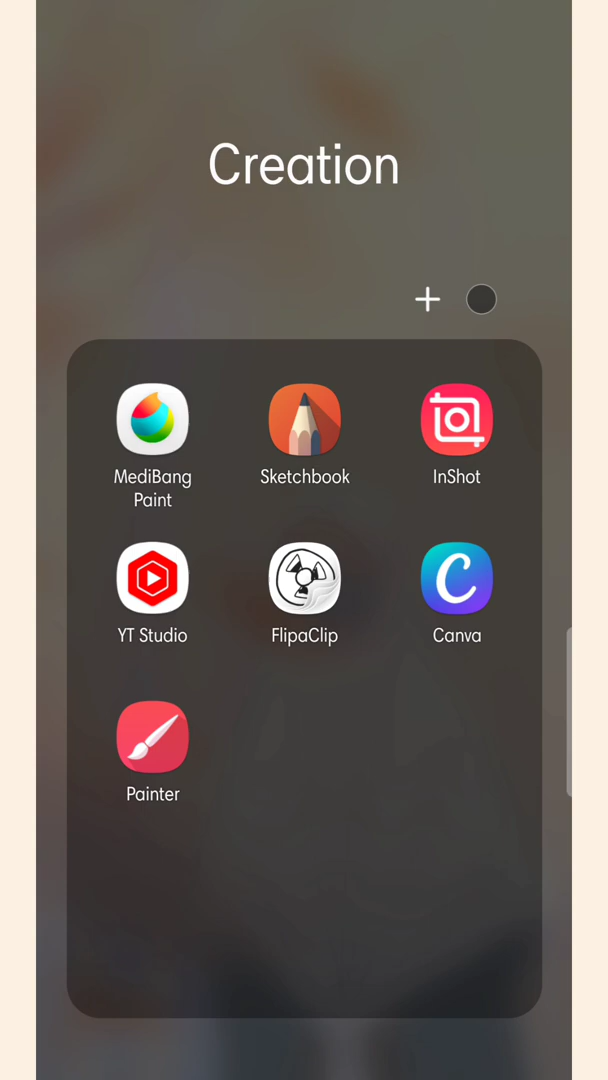 Creation
MediBang
Paint
Sketchbook
InShot
YT Studio
FlipaClip
Canva
Painter